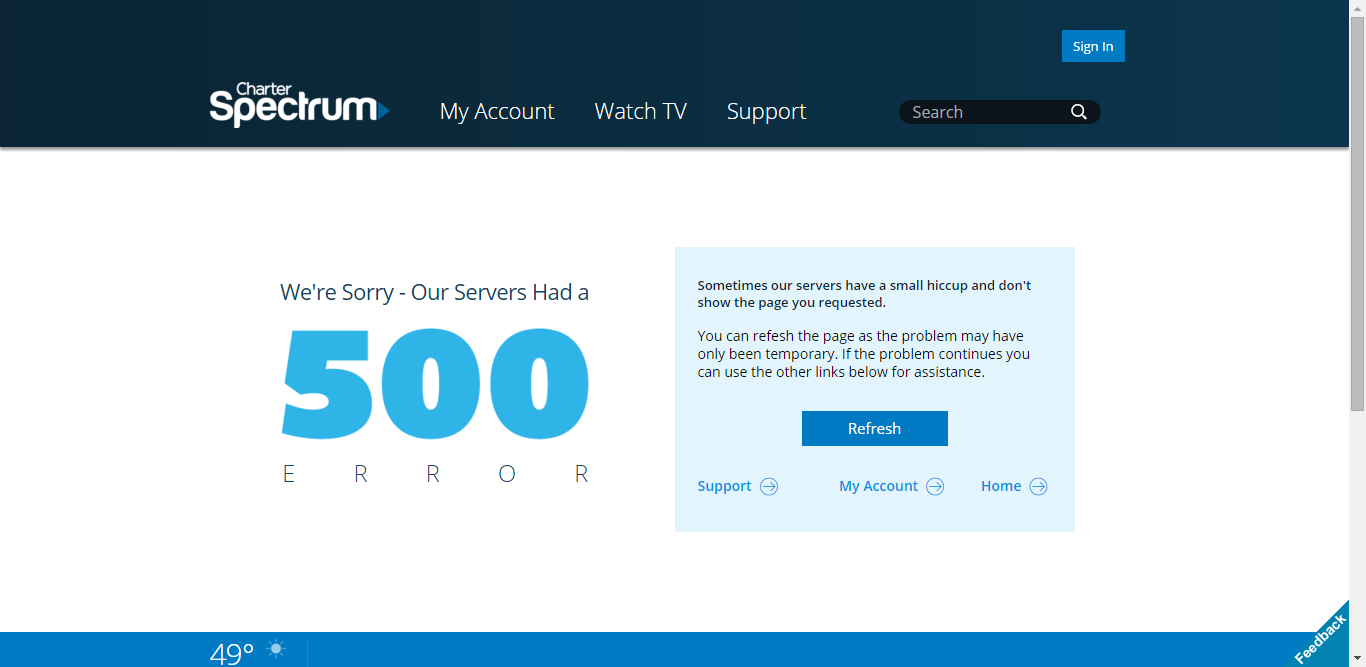 Sign In
Charter
Spectrum
My Account Watch TV Support Search
We're Sorry - Our Servers Had a
500
E R R O R
Sometimes our servers have a small hiccup and don't
show the page you requested.
You can refesh the page as the problem may have
only been temporary. If the problem continues you
can use the other links below for assistance.
Refresh
Support My Account Home
49°
Feedback